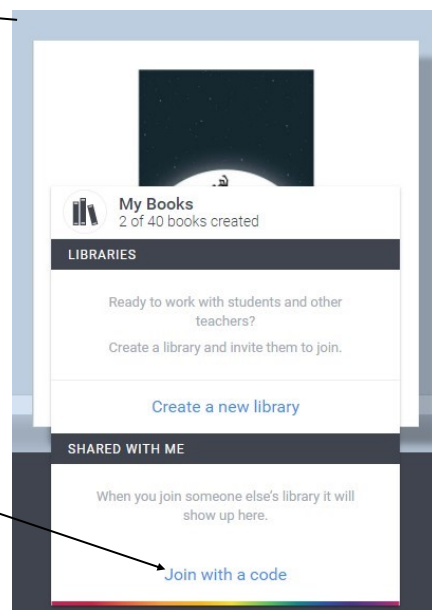 My Books
2 of 40 books created
LIBRARIES
Ready to work with students and other
teachers?
Create a library and invite them to join.
Create a new library
SHARED WITH ME
When you join someone else's library it will
show up here.
Join with a code